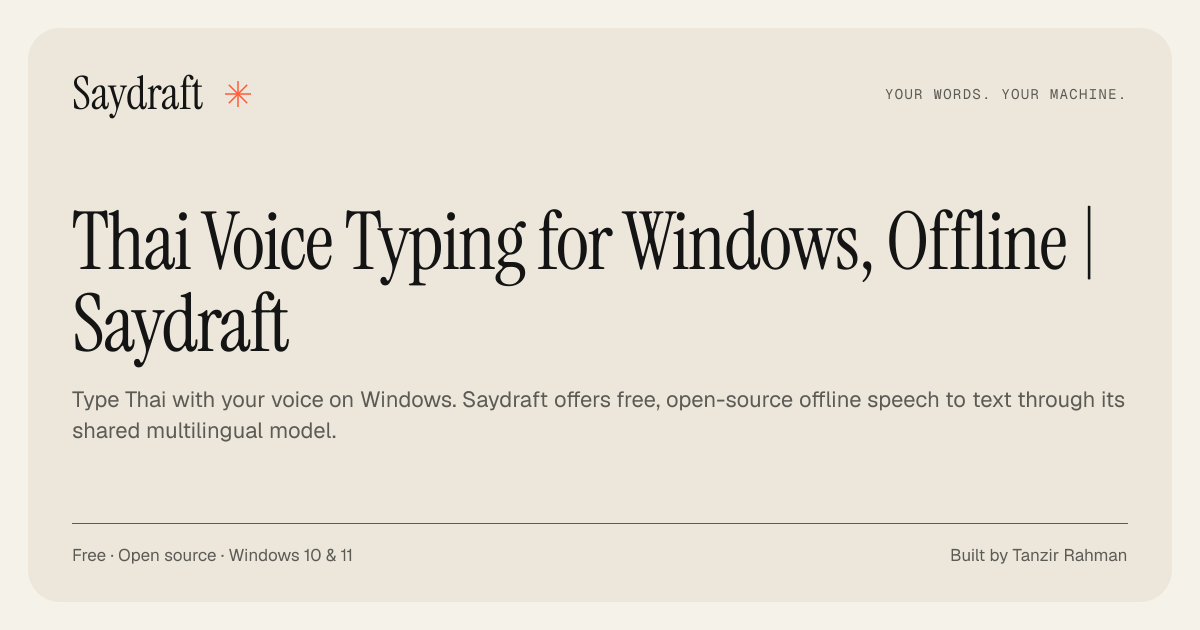 Saydraft
YOUR WORDS. YOUR MACHINE.
Thai Voice Typing for Windows, Offline |
Saydraft
Type Thai with your voice on Windows. Saydraft offers free, open-source offline speech to text through its
shared multilingual model.
Free · Open source · Windows 10 & 11
Built by Tanzir Rahman